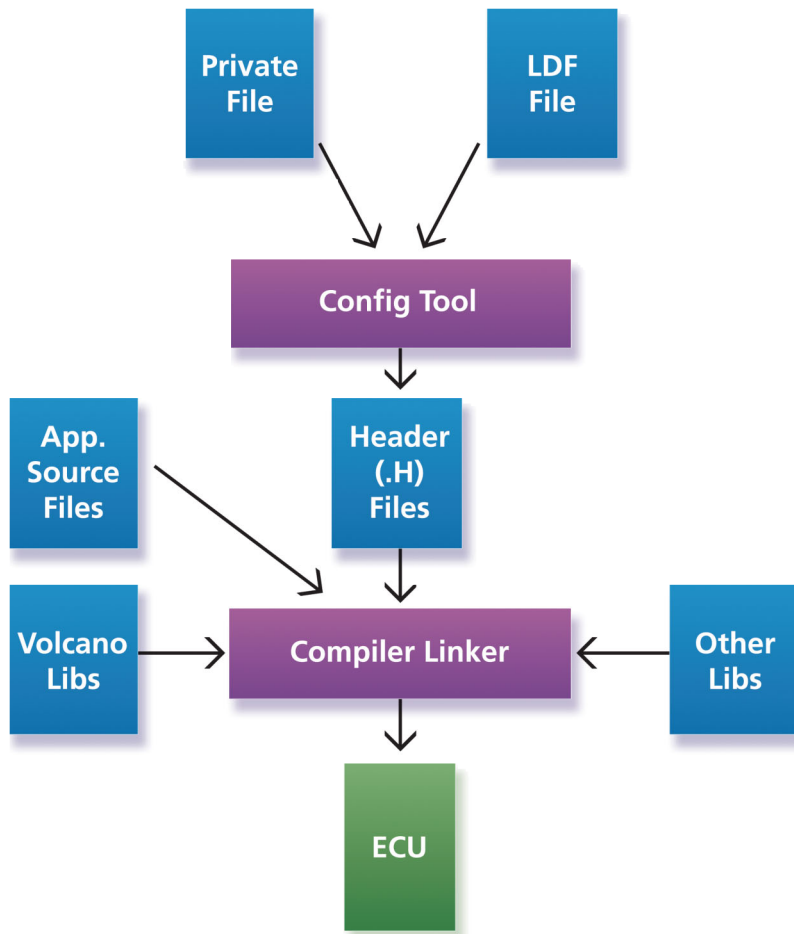 Private
File
LDF
File
Config Tool
App.
Source
Files
Header
(.H)
Files
Volcano
Libs
Compiler Linker
Other
Libs
ECU